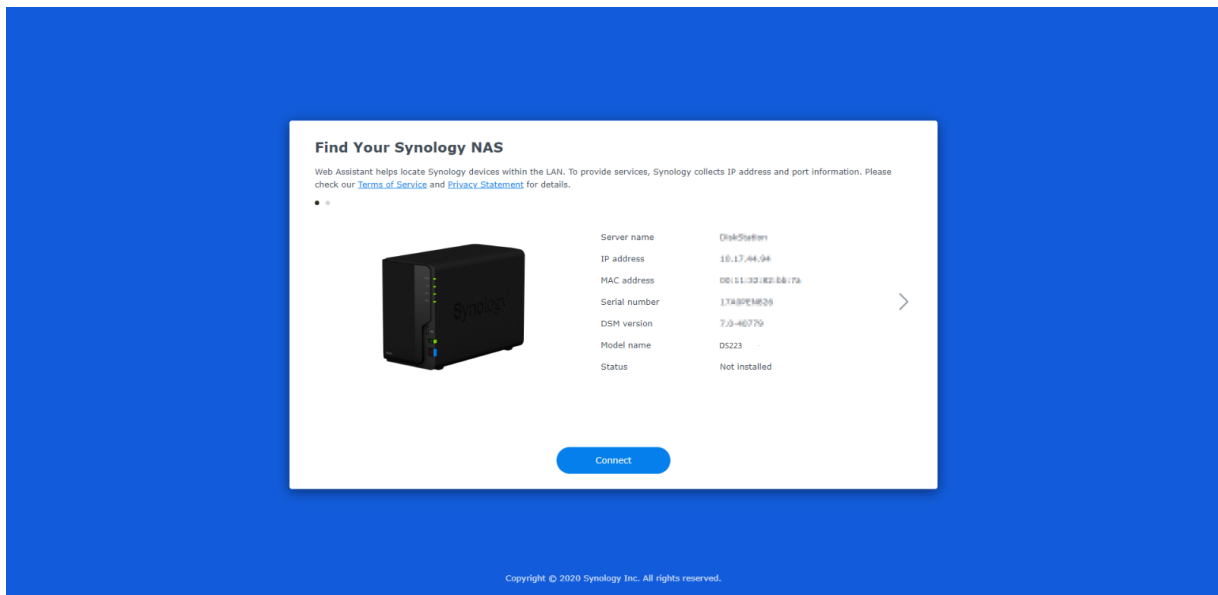 Find Your Synology NAS
Web Assistant helps locate Synology devices within the LAN. To provide services, Synology collects IP address and port information. Please
check our Terms of Service and Privacy Statement for details.
Synology
Server name DiskStation
IP address
MAC address
Serial number
DSM version
Model name DS223
Status Not installed
Connect
Copyright © 2020 Synology Inc. All rights reserved.